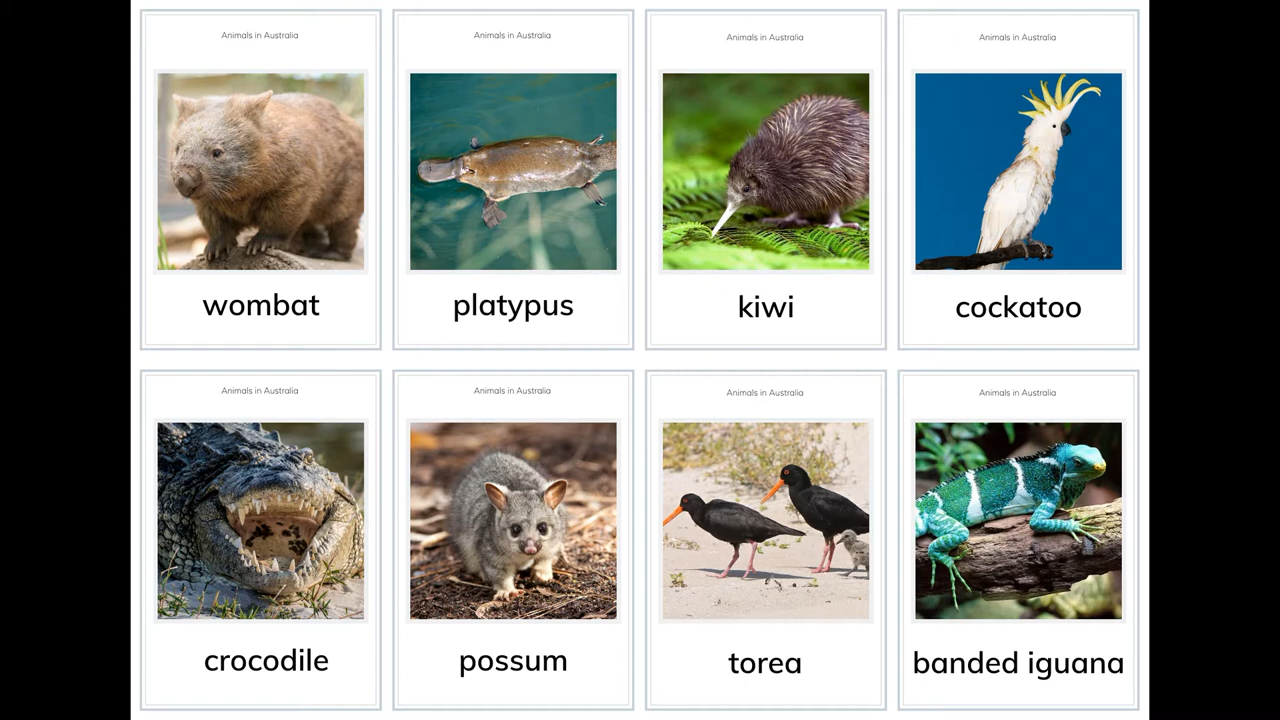 Animals in Australia
wombat
Animals in Australia
platypus
Animals in Australia
kiwi
Animals in Australia
cockatoo
Animals in Australia
crocodile
Animals in Australia
possum
Animals in Australia
torea
Animals in Australia
banded iguana